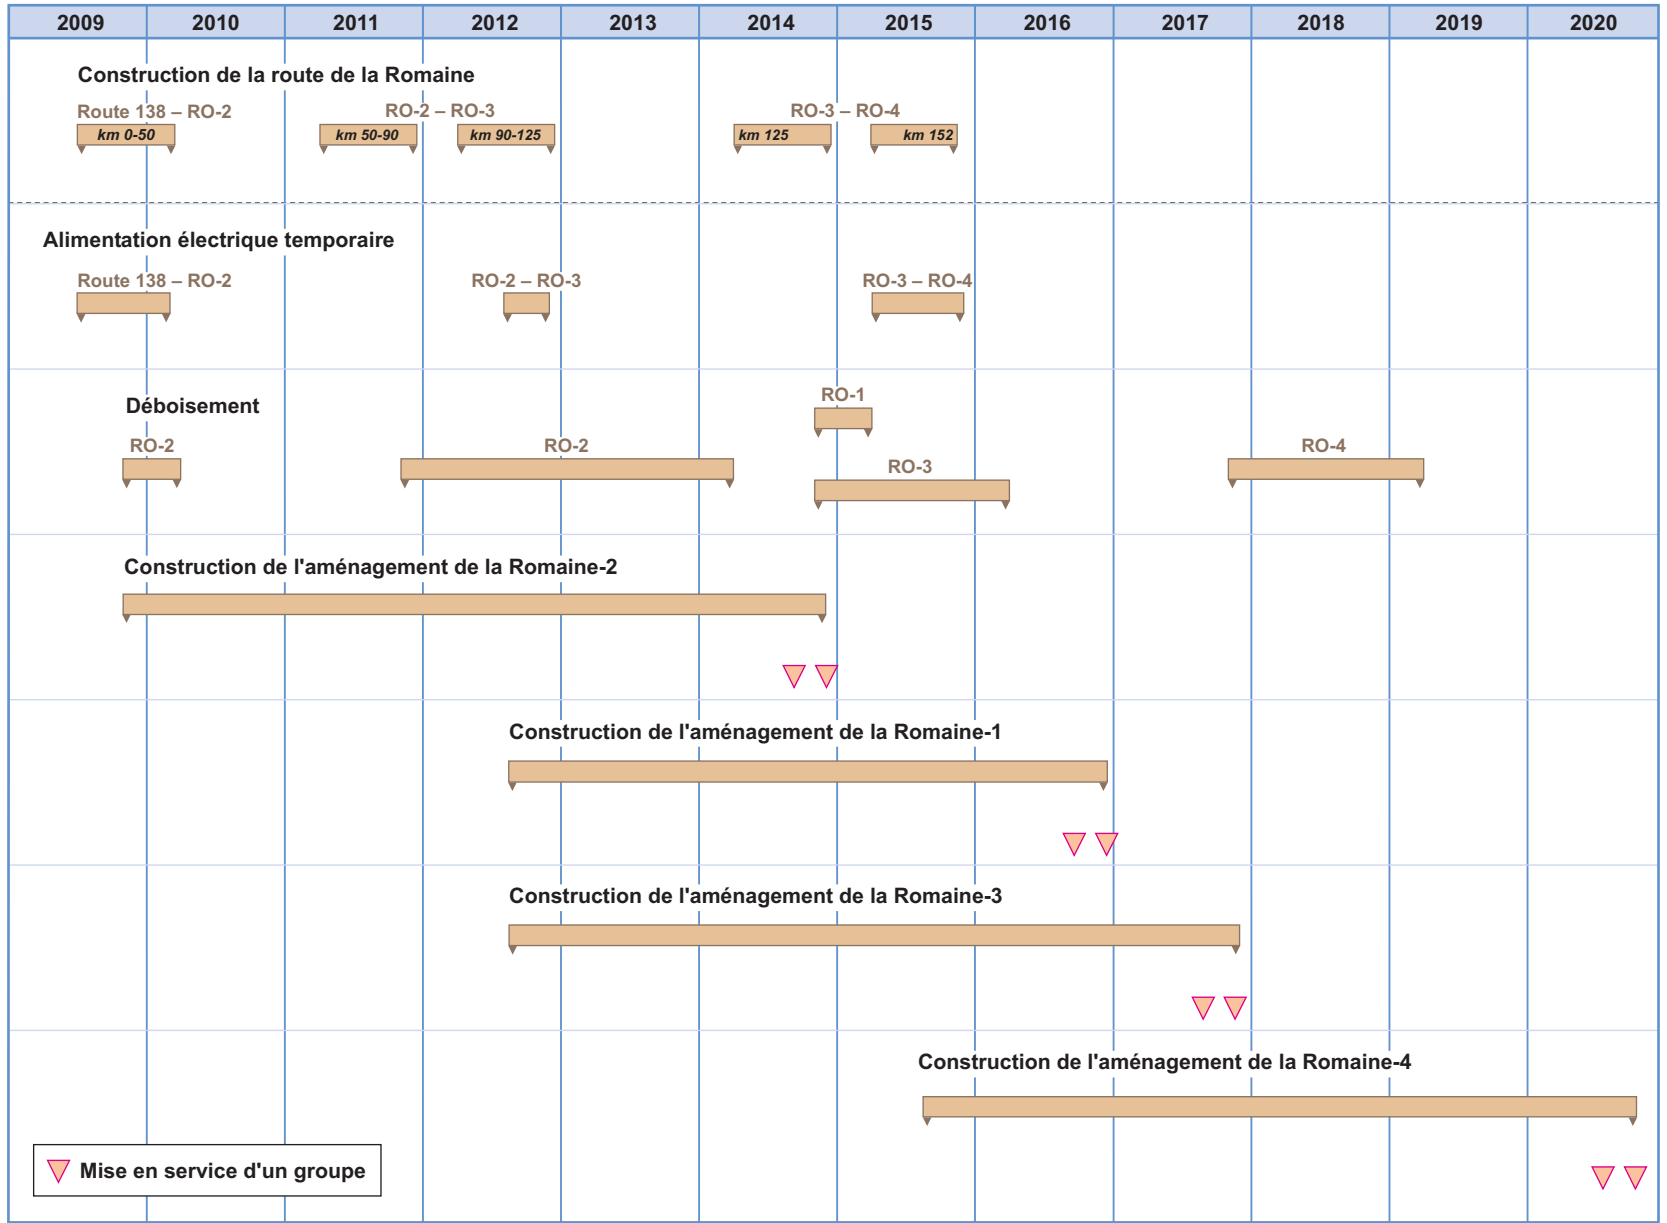 2009 2010 2011 2012 2013 2014 2015 2016 2017 2018 2019 2020
Construction de la route de la Romaine
Route 138 – RO-2 RO-2 – RO-3 RO-3 – RO-4
km 0-50 km 50-90 km 90-125 km 125 km 152
Alimentation électrique temporaire
Route 138 – RO-2 RO-2 – RO-3 RO-3 – RO-4
RO-1
Déboisement
RO-2 RO-2 RO-4
RO-3
Construction de l'aménagement de la Romaine-2
Construction de l'aménagement de la Romaine-1
Construction de l'aménagement de la Romaine-3
Construction de l'aménagement de la Romaine-4
Mise en service d'un groupe